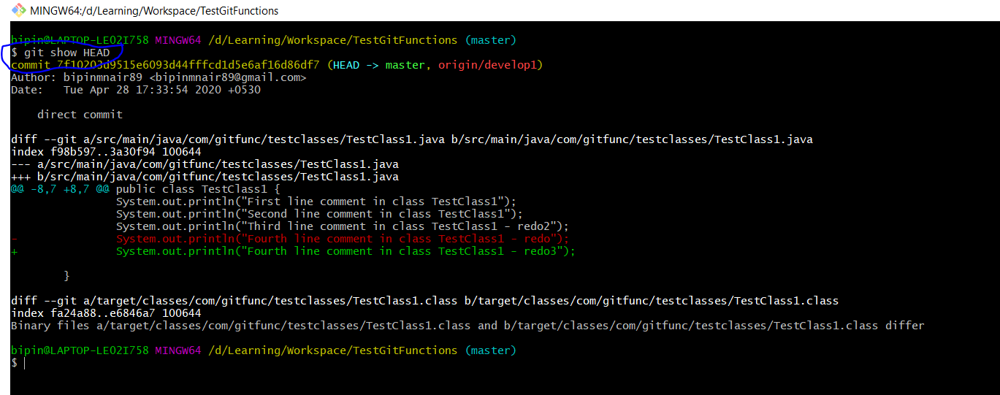 MINGW64:/d/Learning/Workspace/TestGitFunctions
bipin@LAPTOP-LE02I758 MINGW64 /d/Learning/Workspace/TestGitFunctions (master)
$ git show HEAD
commit 7f10203d9515e6093d44fffcd1d5e6af16d86df7 (HEAD -> master, origin/develop1)
Author: bipinmnair89 <bipinmnair89@gmail.com>
Date:   Tue Apr 28 17:33:54 2020 +0530
    direct commit
diff --git a/src/main/java/com/gitfunc/testclasses/TestClass1.java b/src/main/java/com/gitfunc/testclasses/TestClass1.java
index f98b597..3a30f94 100644
--- a/src/main/java/com/gitfunc/testclasses/TestClass1.java
+++ b/src/main/java/com/gitfunc/testclasses/TestClass1.java
@@ -8,7 +8,7 @@ public class TestClass1 {
                System.out.println("First line comment in class TestClass1");
                System.out.println("Second line comment in class TestClass1");
                System.out.println("Third line comment in class TestClass1 - redo2");
-               System.out.println("Fourth line comment in class TestClass1 - redo");
+               System.out.println("Fourth line comment in class TestClass1 - redo3");
        }
diff --git a/target/classes/com/gitfunc/testclasses/TestClass1.class b/target/classes/com/gitfunc/testclasses/TestClass1.class
index fa24a88..e6846a7 100644
Binary files a/target/classes/com/gitfunc/testclasses/TestClass1.class and b/target/classes/com/gitfunc/testclasses/TestClass1.class differ
bipin@LAPTOP-LE02I758 MINGW64 /d/Learning/Workspace/TestGitFunctions (master)
$